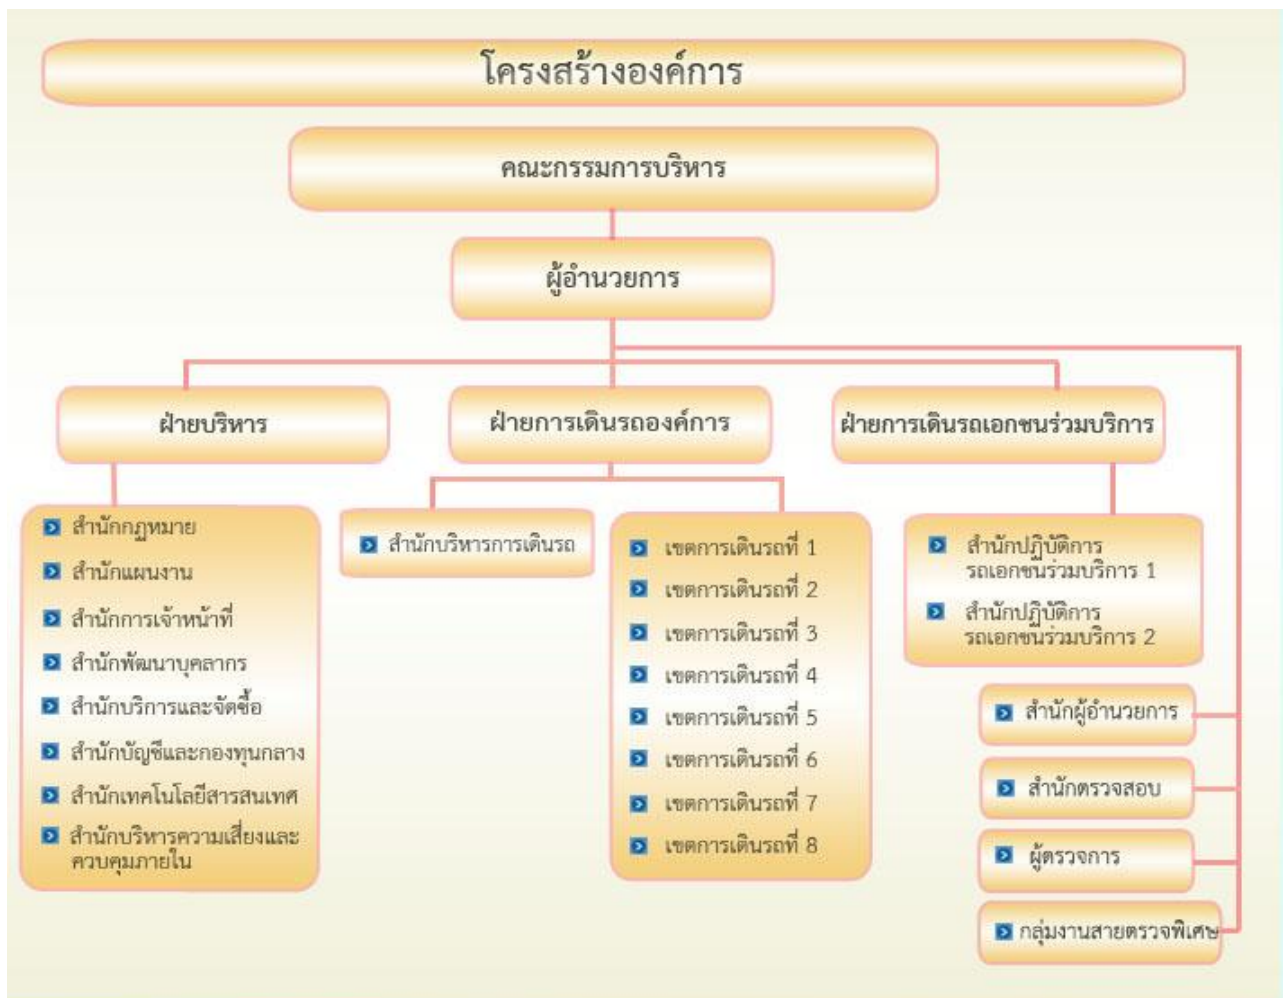 โครงสร้างองค์การ
คณะกรรมการบริหาร
ผู้อำนวยการ
ฝ่ายบริหาร
ฝ่ายการเดินรถองค์การ
ฝ่ายการเดินรถเอกชนร่วมบริการ
สำนักกฎหมาย
สำนักแผนงาน
สำนักการเจ้าหน้าที่
สำนักพัฒนาบุคลากร
สำนักบริการและจัดซื้อ
สำนักบัญชีและกองทุนกลาง
สำนักเทคโนโลยีสารสนเทศ
สำนักบริหารความเสี่ยงและ
ควบคุมภายใน
สำนักบริหารการเดินรถ
เขตการเดินรถที่ 1
เขตการเดินรถที่ 2
เขตการเดินรถที่ 3
เขตการเดินรถที่ 4
เขตการเดินรถที่ 5
เขตการเดินรถที่ 6
เขตการเดินรถที่ 7
เขตการเดินรถที่ 8
สำนักปฏิบัติการ
รถเอกชนร่วมบริการ 1
สำนักปฏิบัติการ
รถเอกชนร่วมบริการ 2
สำนักผู้อำนวยการ
สำนักตรวจสอบ
ผู้ตรวจการ
กลุ่มงานสายตรวจพิเศษ